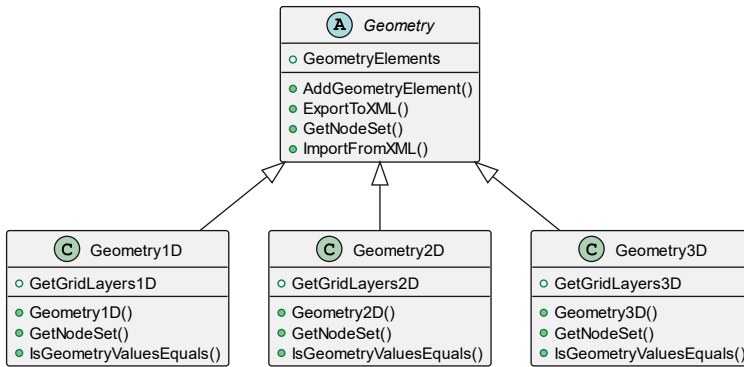 A Geometry
GeometryElements
AddGeometryElement()
ExportToXML()
GetNodeSet()
ImportFromXML()
C Geometry1D
GetGridLayers1D
Geometry1D()
GetNodeSet()
IsGeometryValuesEquals()
C Geometry2D
GetGridLayers2D
Geometry2D()
GetNodeSet()
IsGeometryValuesEquals()
C Geometry3D
GetGridLayers3D
Geometry3D()
GetNodeSet()
IsGeometryValuesEquals()